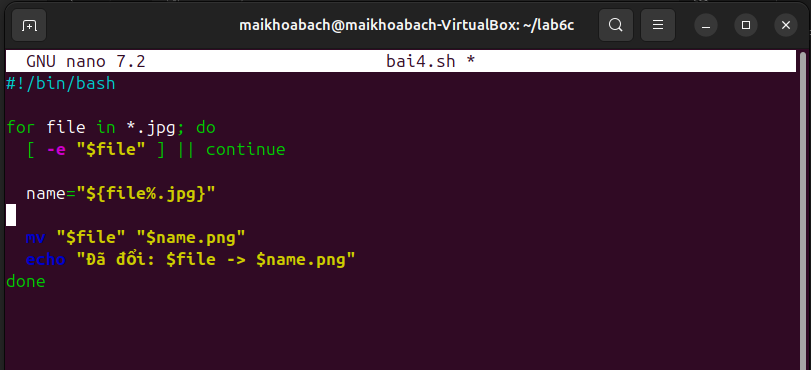 maikhoabach@maikhoabach-VirtualBox: ~/lab6c
GNU nano 7.2 bai4.sh *
#!/bin/bash
for file in *.jpg; do
[ -e "$file" ] || continue
name="${file%.jpg}"
mv "$file" "$name.png"
echo "Đã đổi: $file -> $name.png"
done